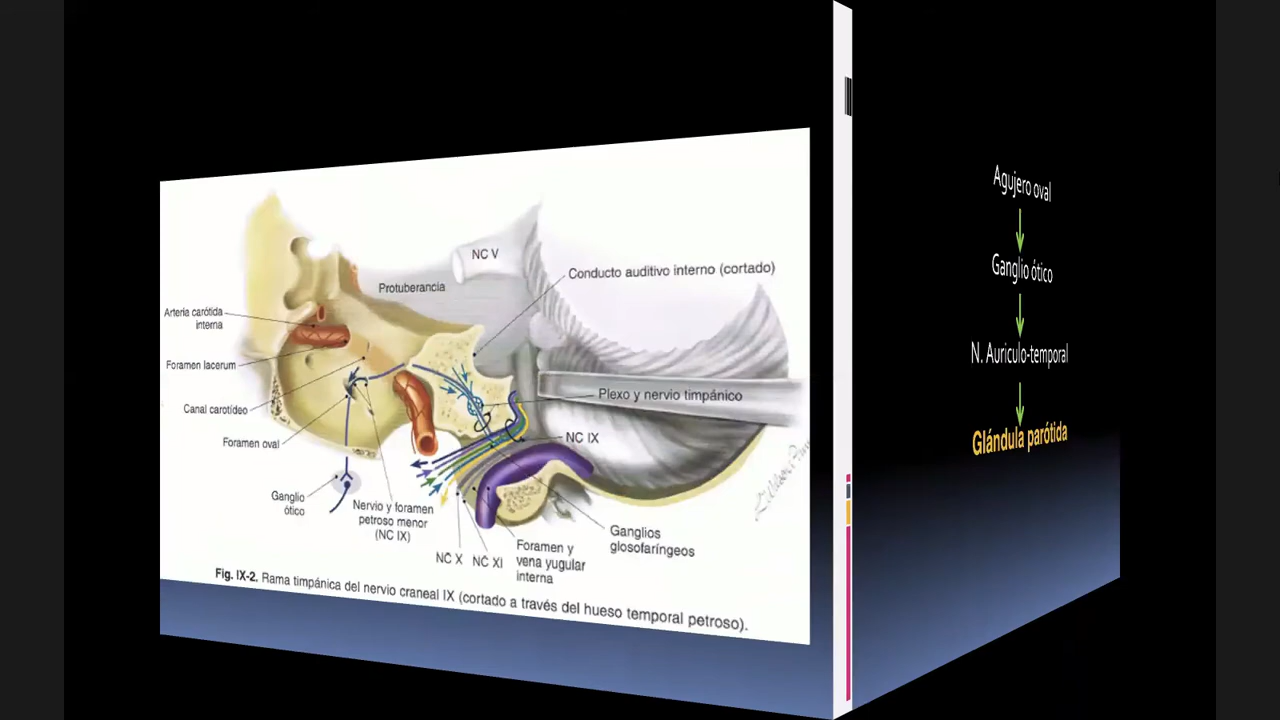 NC V
Conducto auditivo interno (cortado)
Protuberancia
Arteria carótida
interna
Foramen lacerum
Canal carotídeo
Foramen oval
Plexo y nervio timpánico
NC IX
Ganglio
ótico
Nervio y foramen
petroso menor
(NC IX)
NC X
NC XI
Foramen y
vena yugular
interna
Ganglios
glosofaríngeos
Fig. IX-2. Rama timpánica del nervio craneal IX (cortado a través del hueso temporal petroso).
Agujero oval
Ganglio ótico
N. Auriculo-temporal
Glándula parótida